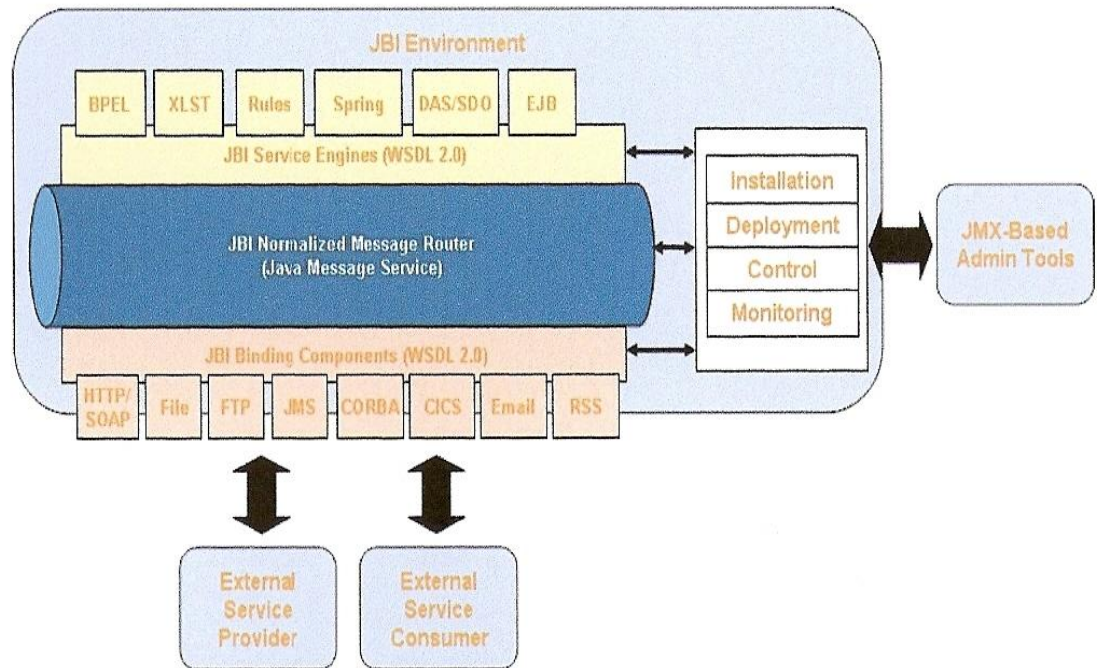 JBI Environment
BPEL
XLST
Rules
Spring
DAS/SDO
EJB
JBI Service Engines (WSDL 2.0)
JBI Normalized Message Router
(Java Message Service)
JBI Binding Components (WSDL 2.0)
HTTP/
SOAP
File
FTP
JMS
CORBA
CICS
Email
RSS
Installation
Deployment
Control
Monitoring
JMX-Based
Admin Tools
External
Service
Provider
External
Service
Consumer